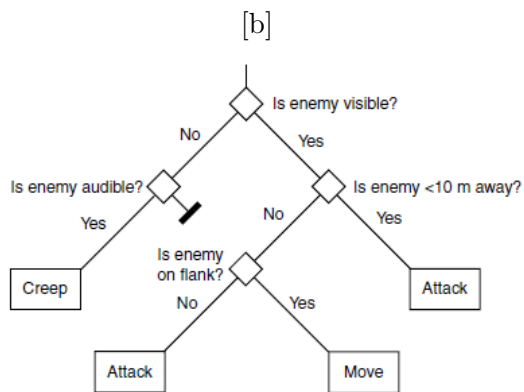 [b]
Is enemy visible?
No
Yes
Is enemy audible?
Is enemy <10 m away?
Yes
No
Yes
Is enemy
on flank?
Creep
No
Yes
Attack
Attack
Move